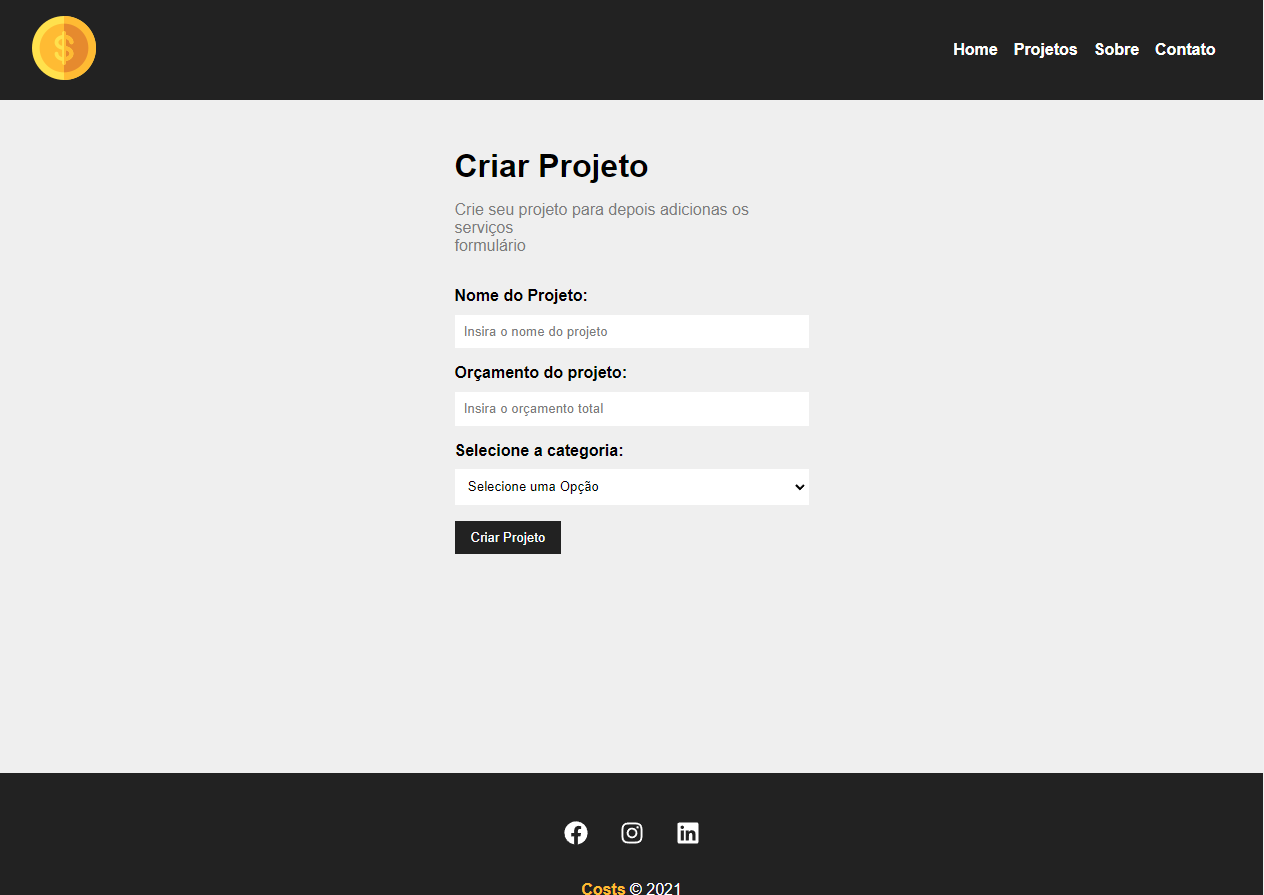 $
Home Projetos Sobre Contato
Criar Projeto
Crie seu projeto para depois adicionas os
serviços
formulário
Nome do Projeto:
Insira o nome do projeto
Orçamento do projeto:
Insira o orçamento total
Selecione a categoria:
Selecione uma Opção
Criar Projeto
Costs © 2021